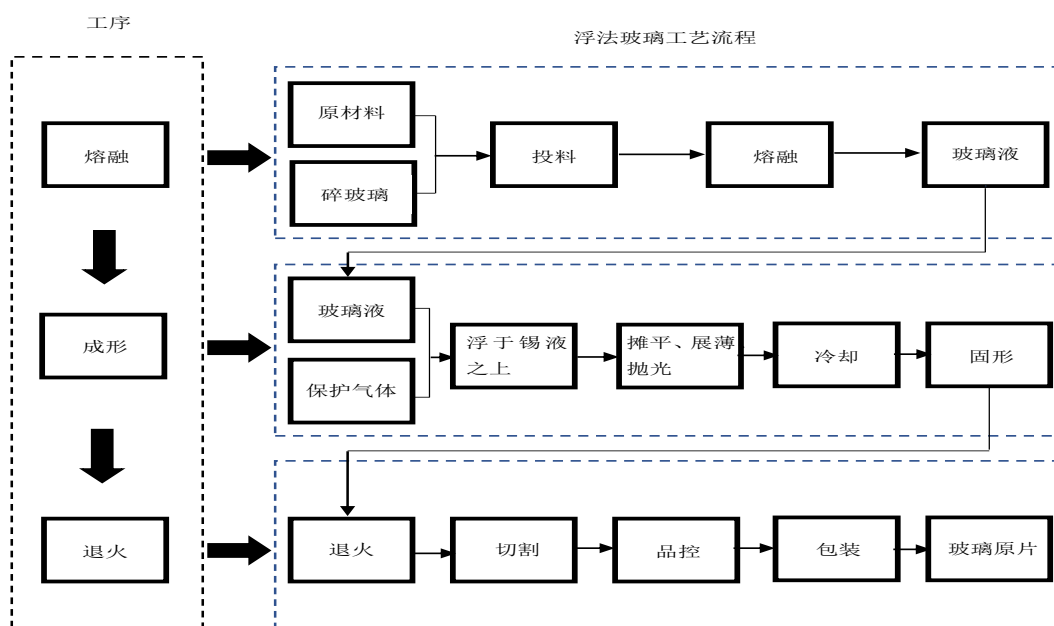 工序
浮法玻璃工艺流程
熔融
原材料
碎玻璃
投料
熔融
玻璃液
成形
玻璃液
保护气体
浮于锡液
之上
摊平、展薄
抛光
冷却
固形
退火
退火
切割
品控
包装
玻璃原片